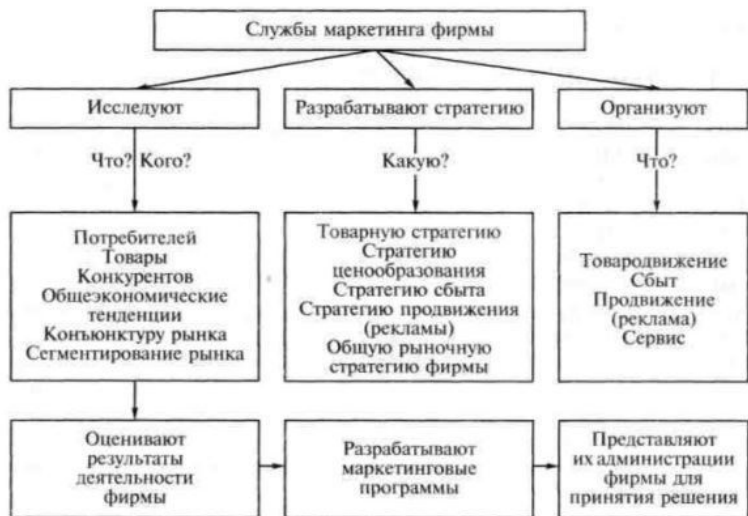 Службы маркетинга фирмы
Исследуют
Разрабатывают стратегию
Организуют
Что? Кого?
Какую?
Что?
Потребителей
Товары
Конкурентов
Общеэкономические
тенденции
Конъюнктуру рынка
Сегментирование рынка
Товарную стратегию
Стратегию
ценообразования
Стратегию сбыта
Стратегию продвижения
(рекламы)
Общую рыночную
стратегию фирмы
Товародвижение
Сбыт
Продвижение
(реклама)
Сервис
Оценивают
результаты
деятельности
фирмы
Разрабатывают
маркетинговые
программы
Представляют
их администрации
фирмы для
принятия решения